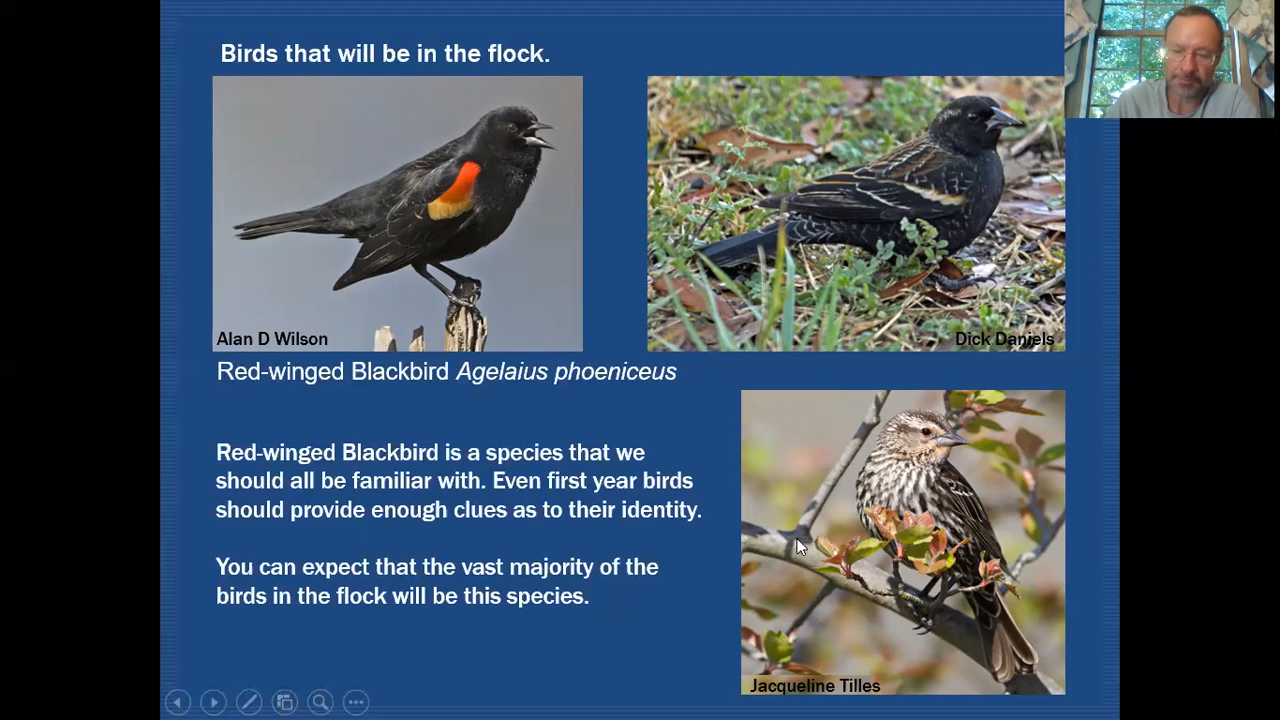 Birds that will be in the flock.
Alan D Wilson
Dick Daniels
Red-winged Blackbird Agelaius phoeniceus
Red-winged Blackbird is a species that we
should all be familiar with. Even first year birds
should provide enough clues as to their identity.
You can expect that the vast majority of the
birds in the flock will be this species.
Jacqueline Tilles